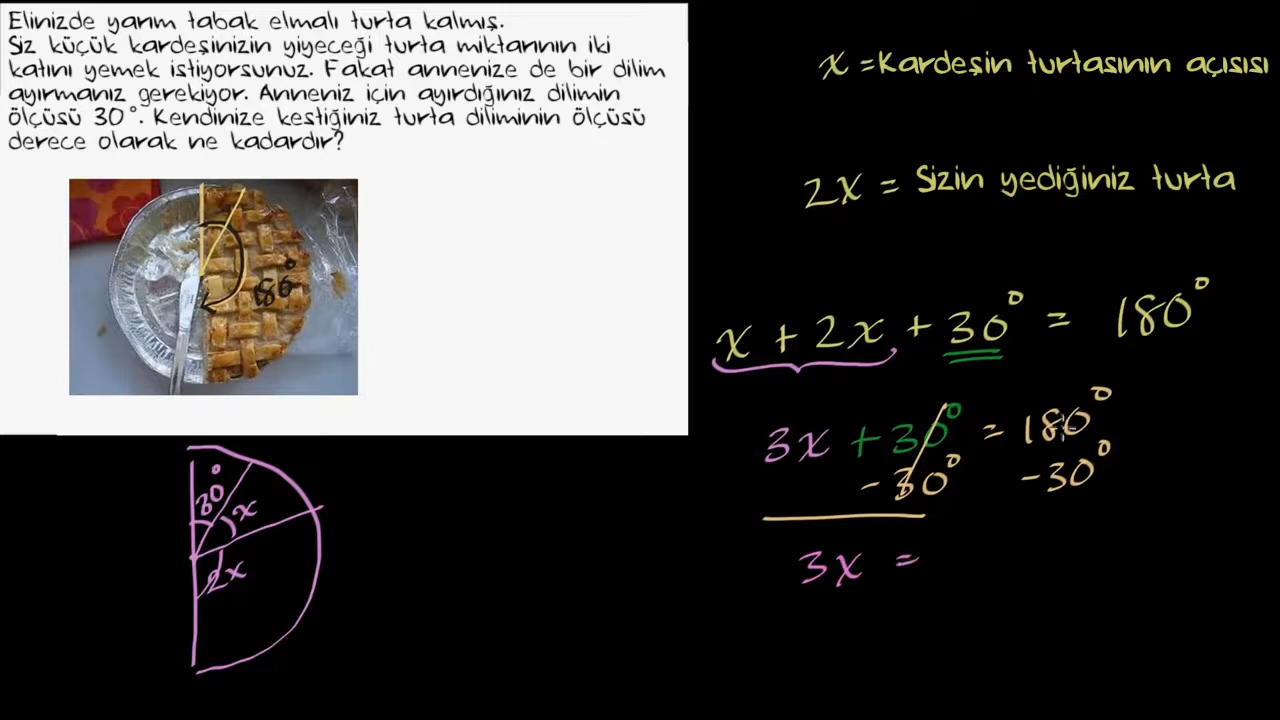 Elinizde yarım tabak elmalı turta kalmış.
Siz küçük kardeşinizin yiyeceği turta miktarının iki
katını yemek istiyorsunuz. Fakat annenize de bir dilim
ayırmanız gerekiyor. Anneniz için ayırdığınız dilimin
ölçüsü 30°. Kendinize kestiğiniz turta diliminin ölçüsü
derece olarak ne kadardır?
180°
30°
x
2x
x = Kardeşin turtasının açısısı
2x = Sizin yediğiniz turta
x + 2x + 30° = 180°
3x + 30° = 180°
-30° -30°
3x =